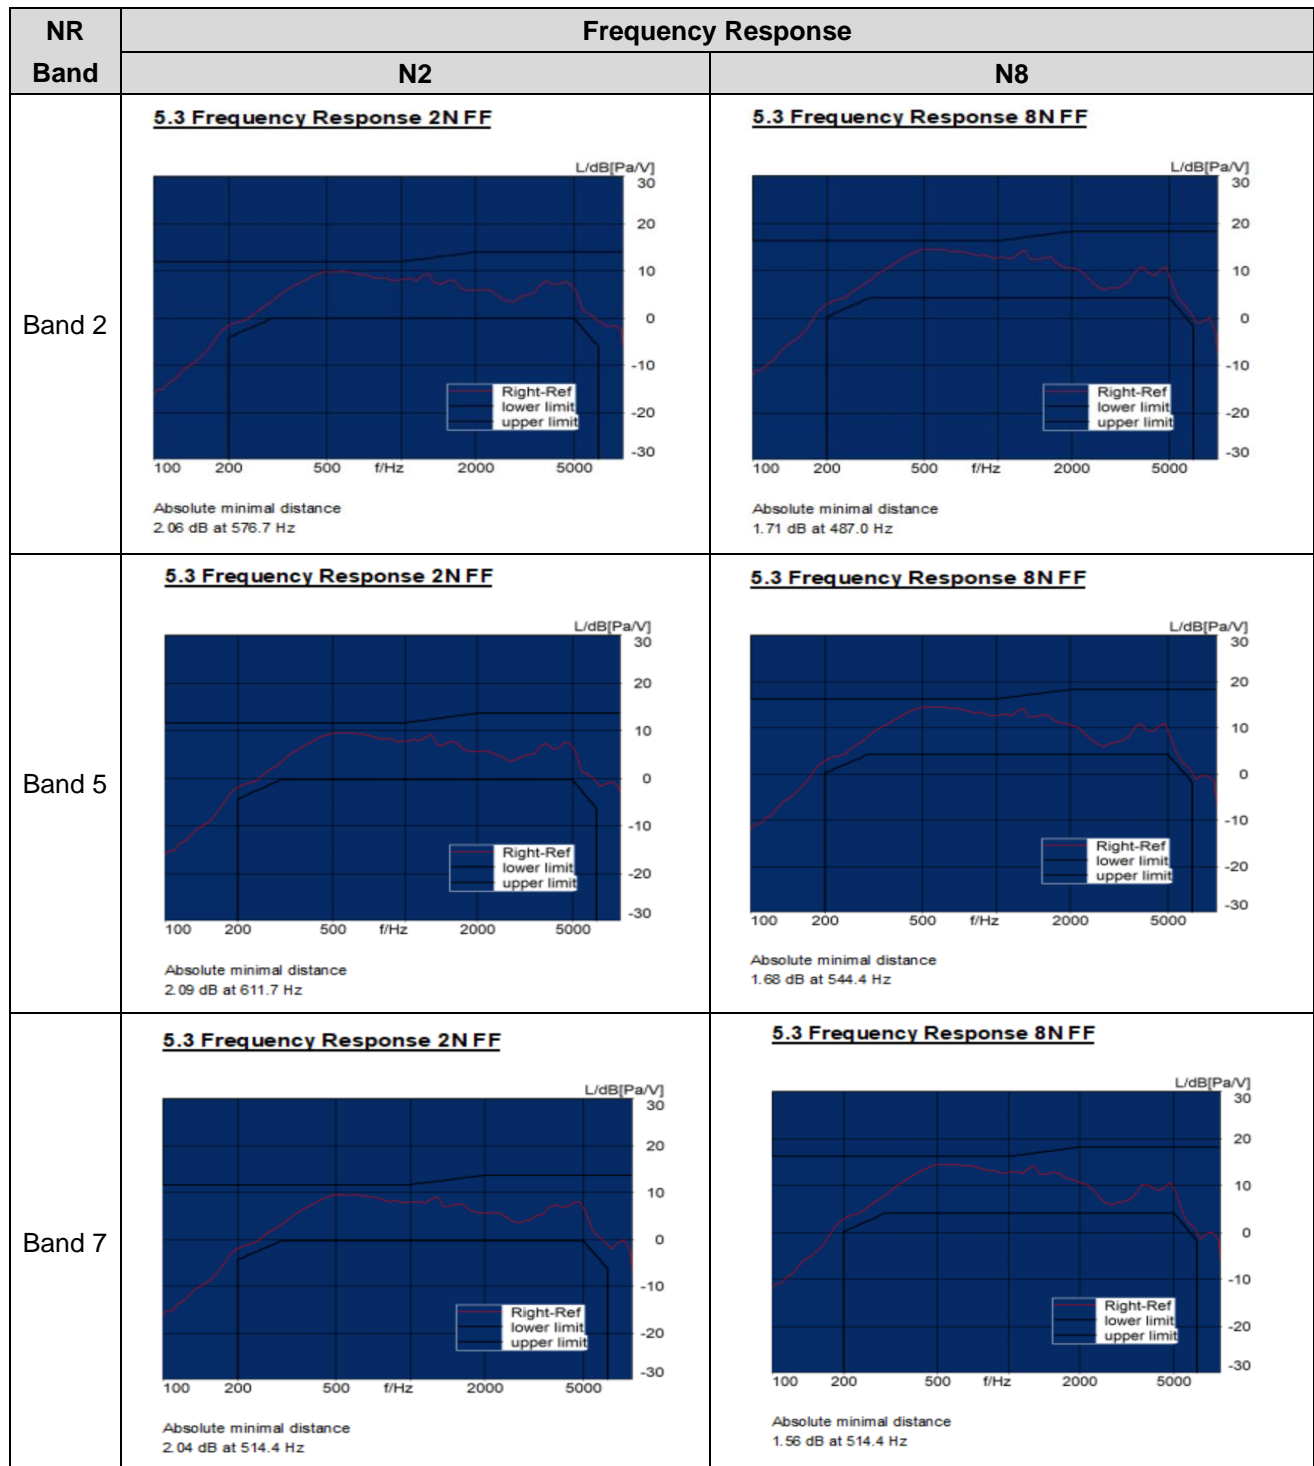 NR Band
Frequency Response
N2
N8
Band 2
5.3 Frequency Response 2N FF
L/dB[Pa/V]
30
20
10
0
-10
-20
-30
Right-Ref
lower limit
upper limit
100 200 500 f/Hz 2000 5000
Absolute minimal distance
2.06 dB at 576.7 Hz
5.3 Frequency Response 8N FF
L/dB[Pa/V]
30
20
10
0
-10
-20
-30
Right-Ref
lower limit
upper limit
100 200 500 f/Hz 2000 5000
Absolute minimal distance
1.71 dB at 487.0 Hz
Band 5
5.3 Frequency Response 2N FF
L/dB[Pa/V]
30
20
10
0
-10
-20
-30
Right-Ref
lower limit
upper limit
100 200 500 f/Hz 2000 5000
Absolute minimal distance
2.09 dB at 611.7 Hz
5.3 Frequency Response 8N FF
L/dB[Pa/V]
30
20
10
0
-10
-20
-30
Right-Ref
lower limit
upper limit
100 200 500 f/Hz 2000 5000
Absolute minimal distance
1.68 dB at 544.4 Hz
Band 7
5.3 Frequency Response 2N FF
L/dB[Pa/V]
30
20
10
0
-10
-20
-30
Right-Ref
lower limit
upper limit
100 200 500 f/Hz 2000 5000
Absolute minimal distance
2.04 dB at 514.4 Hz
5.3 Frequency Response 8N FF
L/dB[Pa/V]
30
20
10
0
-10
-20
-30
Right-Ref
lower limit
upper limit
100 200 500 f/Hz 2000 5000
Absolute minimal distance
1.56 dB at 514.4 Hz